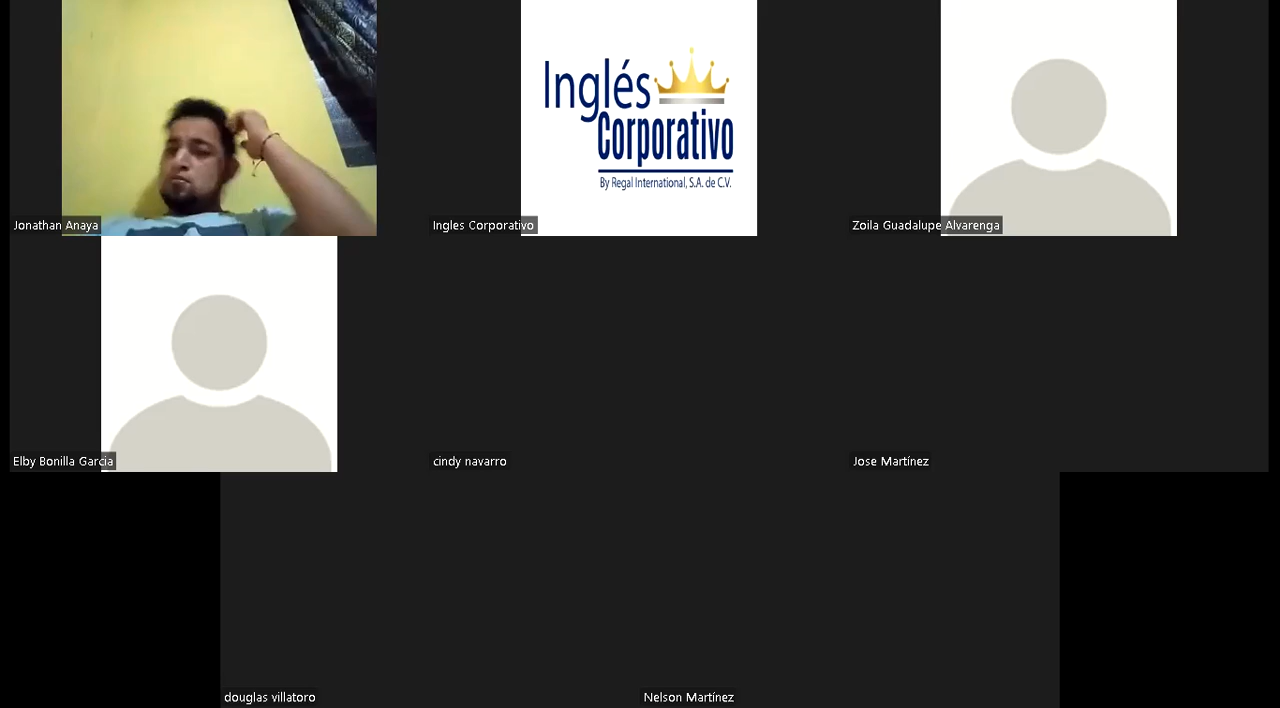 Inglés
Corporativo
By Regal International, S.A. de C.V.
Jonathan Anaya
Ingles Corporativo
Zoila Guadalupe Alvarenga
Elby Bonilla Garcia
cindy navarro
Jose Martínez
douglas villatoro
Nelson Martínez